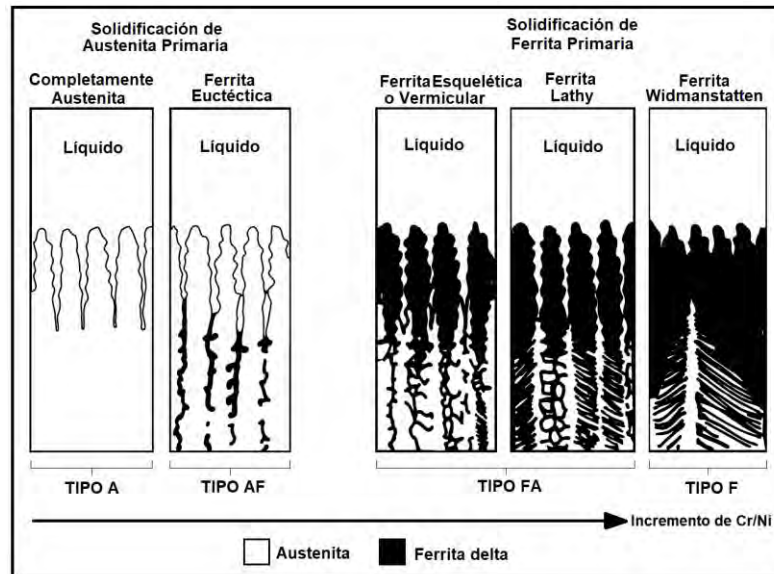 Solidificación de
Austenita Primaria
Solidificación de
Ferrita Primaria
Completamente
Austenita
Ferrita
Euctéctica
Ferrita Esquelética
o Vermicular
Ferrita
Lathy
Ferrita
Widmanstatten
Líquido
Líquido
Líquido
Líquido
Líquido
TIPO A
TIPO AF
TIPO FA
TIPO F
Incremento de Cr/Ni
Austenita
Ferrita delta